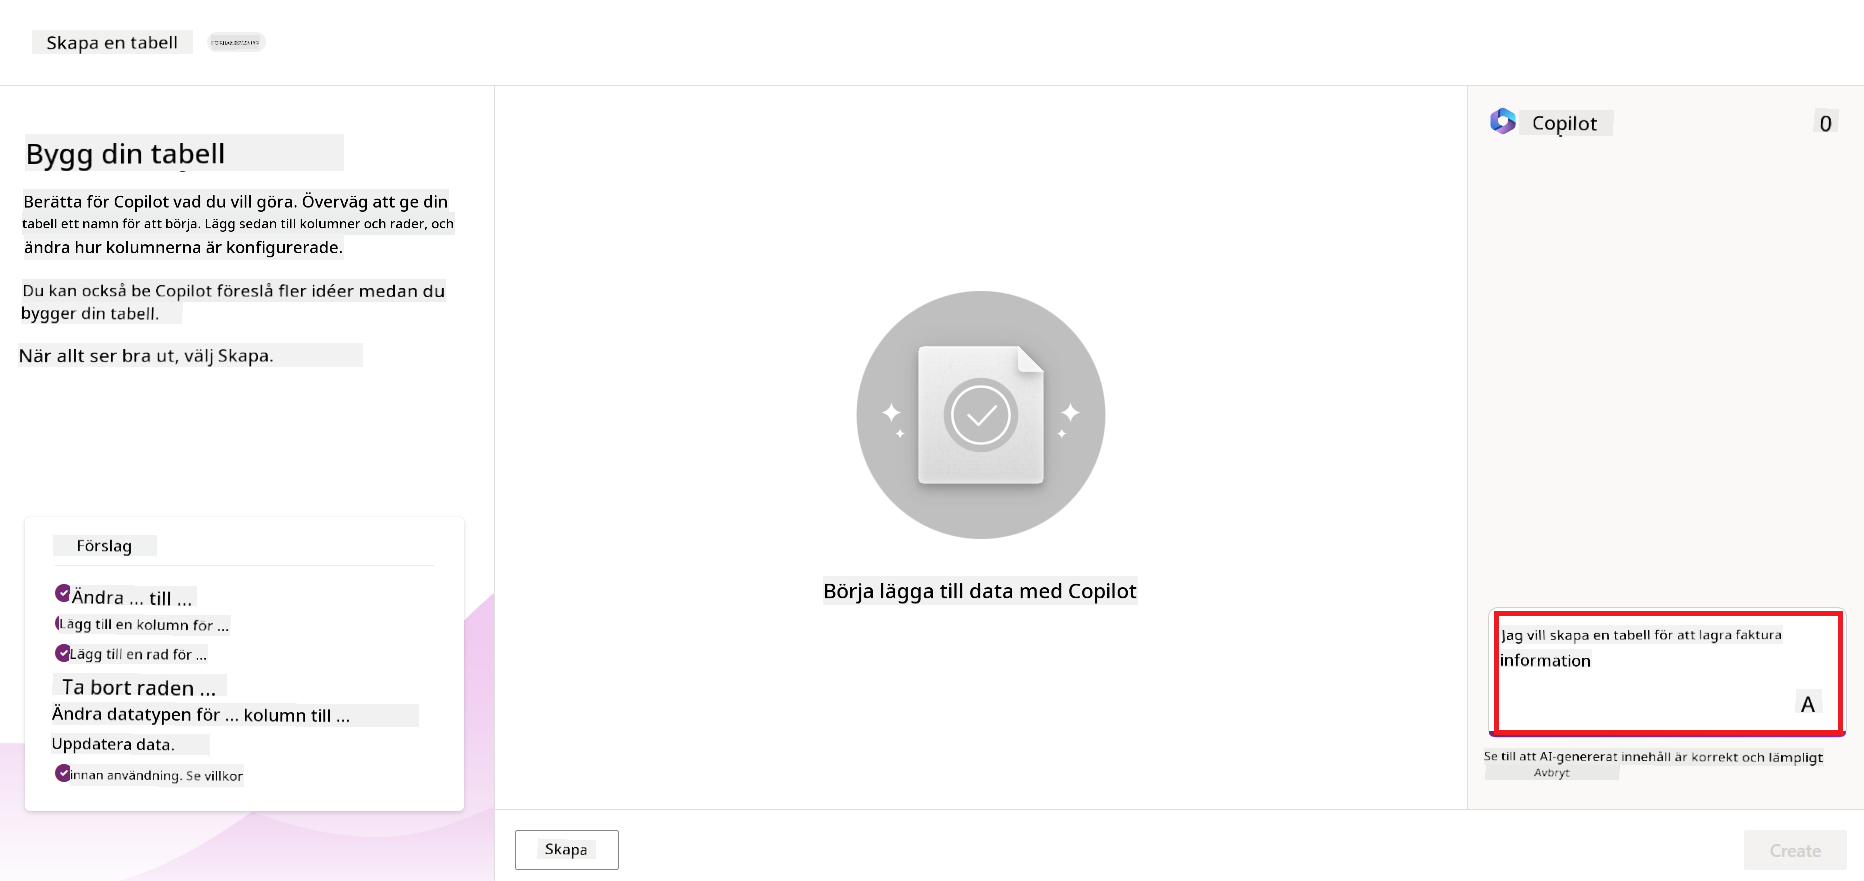 Skapa en tabell
Bygg din tabell
Berätta för Copilot vad du vill göra. Överväg att ge din
tabell ett namn för att börja. Lägg sedan till kolumner och rader, och
ändra hur kolumnerna är konfigurerade.
Du kan också be Copilot föreslå fler idéer medan du
bygger din tabell.
När allt ser bra ut, välj Skapa.
Förslag
Ändra ... till ...
Lägg till en kolumn för ...
Lägg till en rad för ...
Ta bort raden ...
Ändra datatypen för ... kolumn till ...
Uppdatera data.
innan användning. Se villkor
Börja lägga till data med Copilot
Skapa
Copilot
0
Jag vill skapa en tabell för att lagra faktura
information
A
Se till att AI-genererat innehåll är korrekt och lämpligt
Avbryt
Create